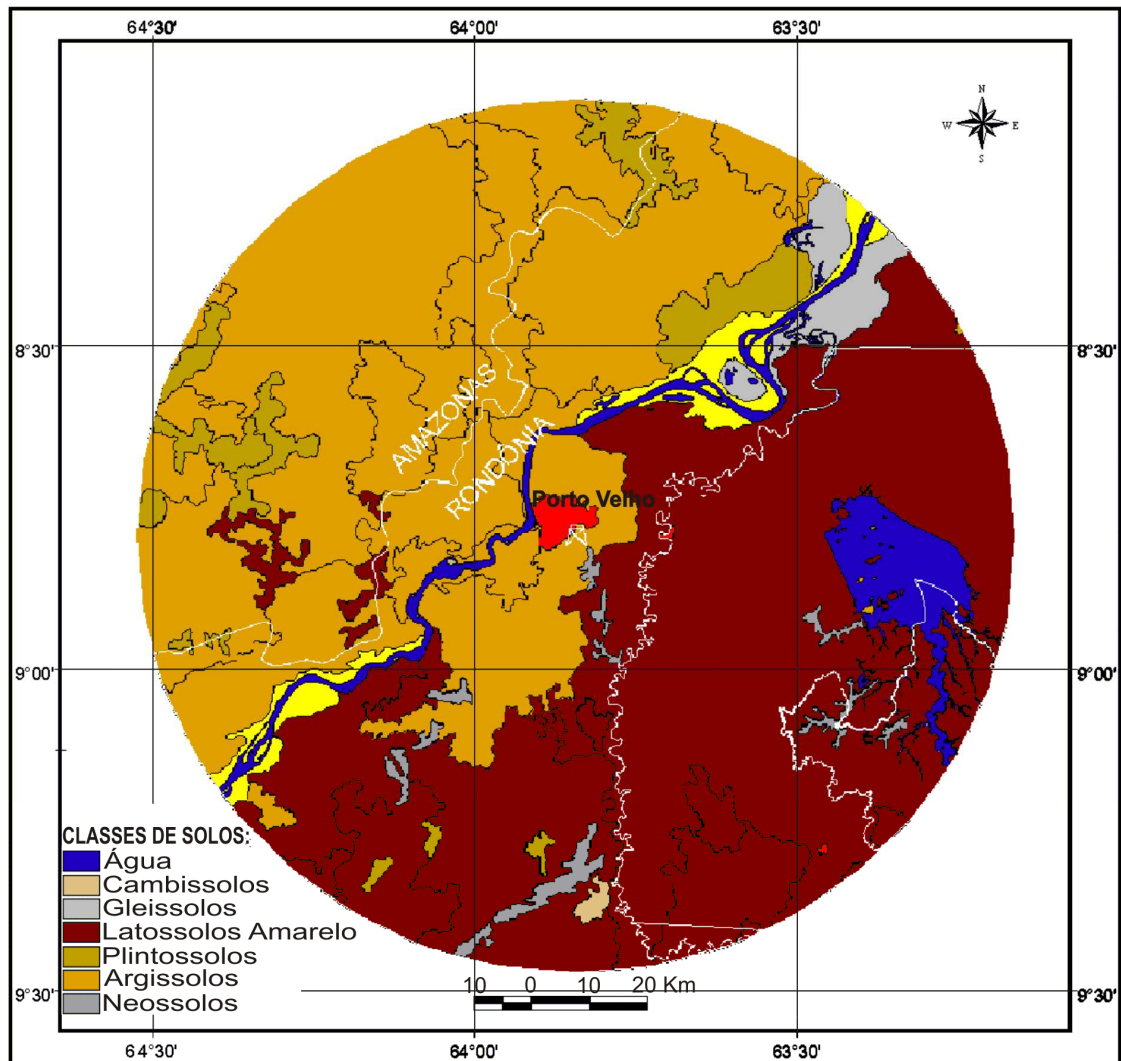 64°30' 64°00' 63°30'
N
W E
S
8°30' 8°30'
AMAZONAS
RONDÔNIA
Porto Velho
9°00' 9°00'
CLASSES DE SOLOS:
Água
Cambissolos
Gleissolos
Latossolos Amarelo
Plintossolos
Argissolos
Neossolos
10 0 10 20 Km
9°30' 9°30'
64°30' 64°00' 63°30'